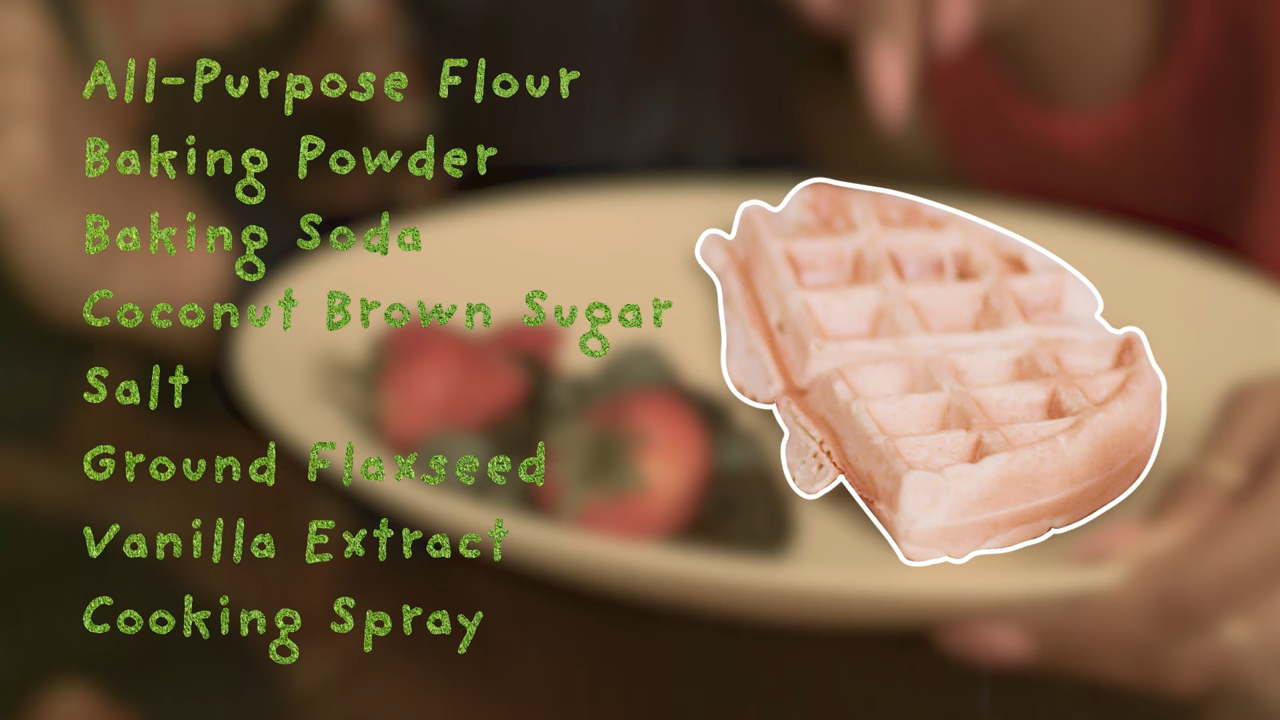 All-Purpose Flour
Baking Powder
Baking Soda
Coconut Brown Sugar
Salt
Ground Flaxseed
Vanilla Extract
Cooking Spray